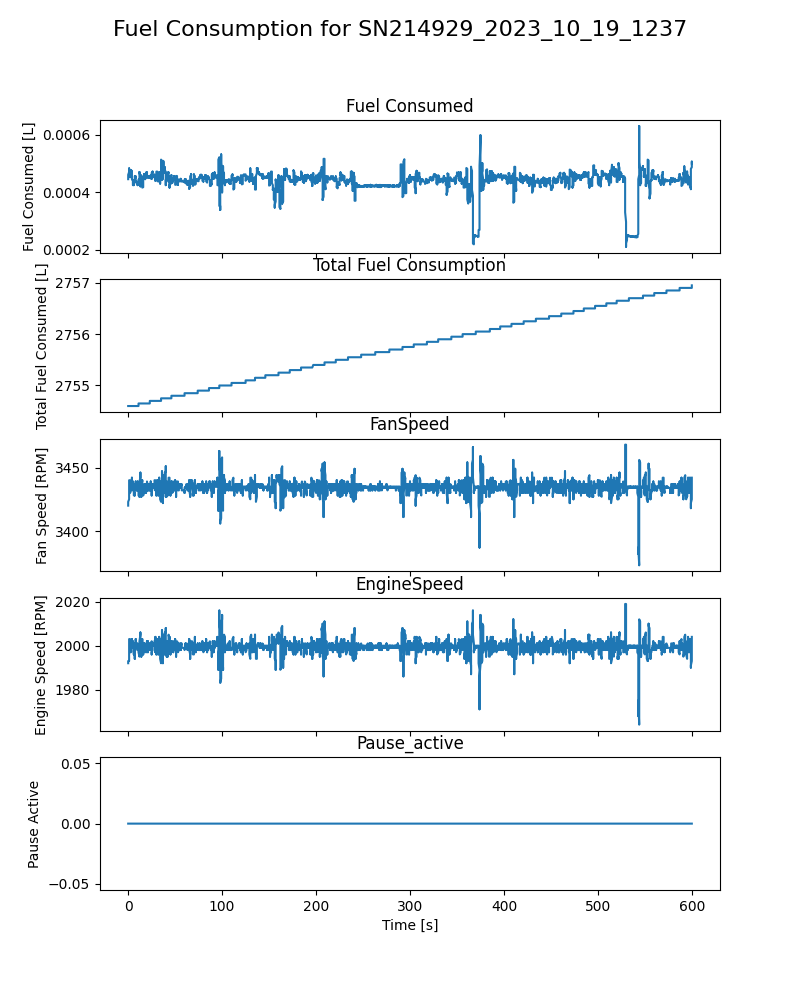 Fuel Consumption for SN214929_2023_10_19_1237
Fuel Consumed
Fuel Consumed [L]
0.0006
0.0004
0.0002
Total Fuel Consumption
Total Fuel Consumed [L]
2757
2756
2755
FanSpeed
Fan Speed [RPM]
3450
3400
EngineSpeed
Engine Speed [RPM]
2020
2000
1980
Pause_active
Pause Active
0.05
0.00
−0.05
0 100 200 300 400 500 600
Time [s]